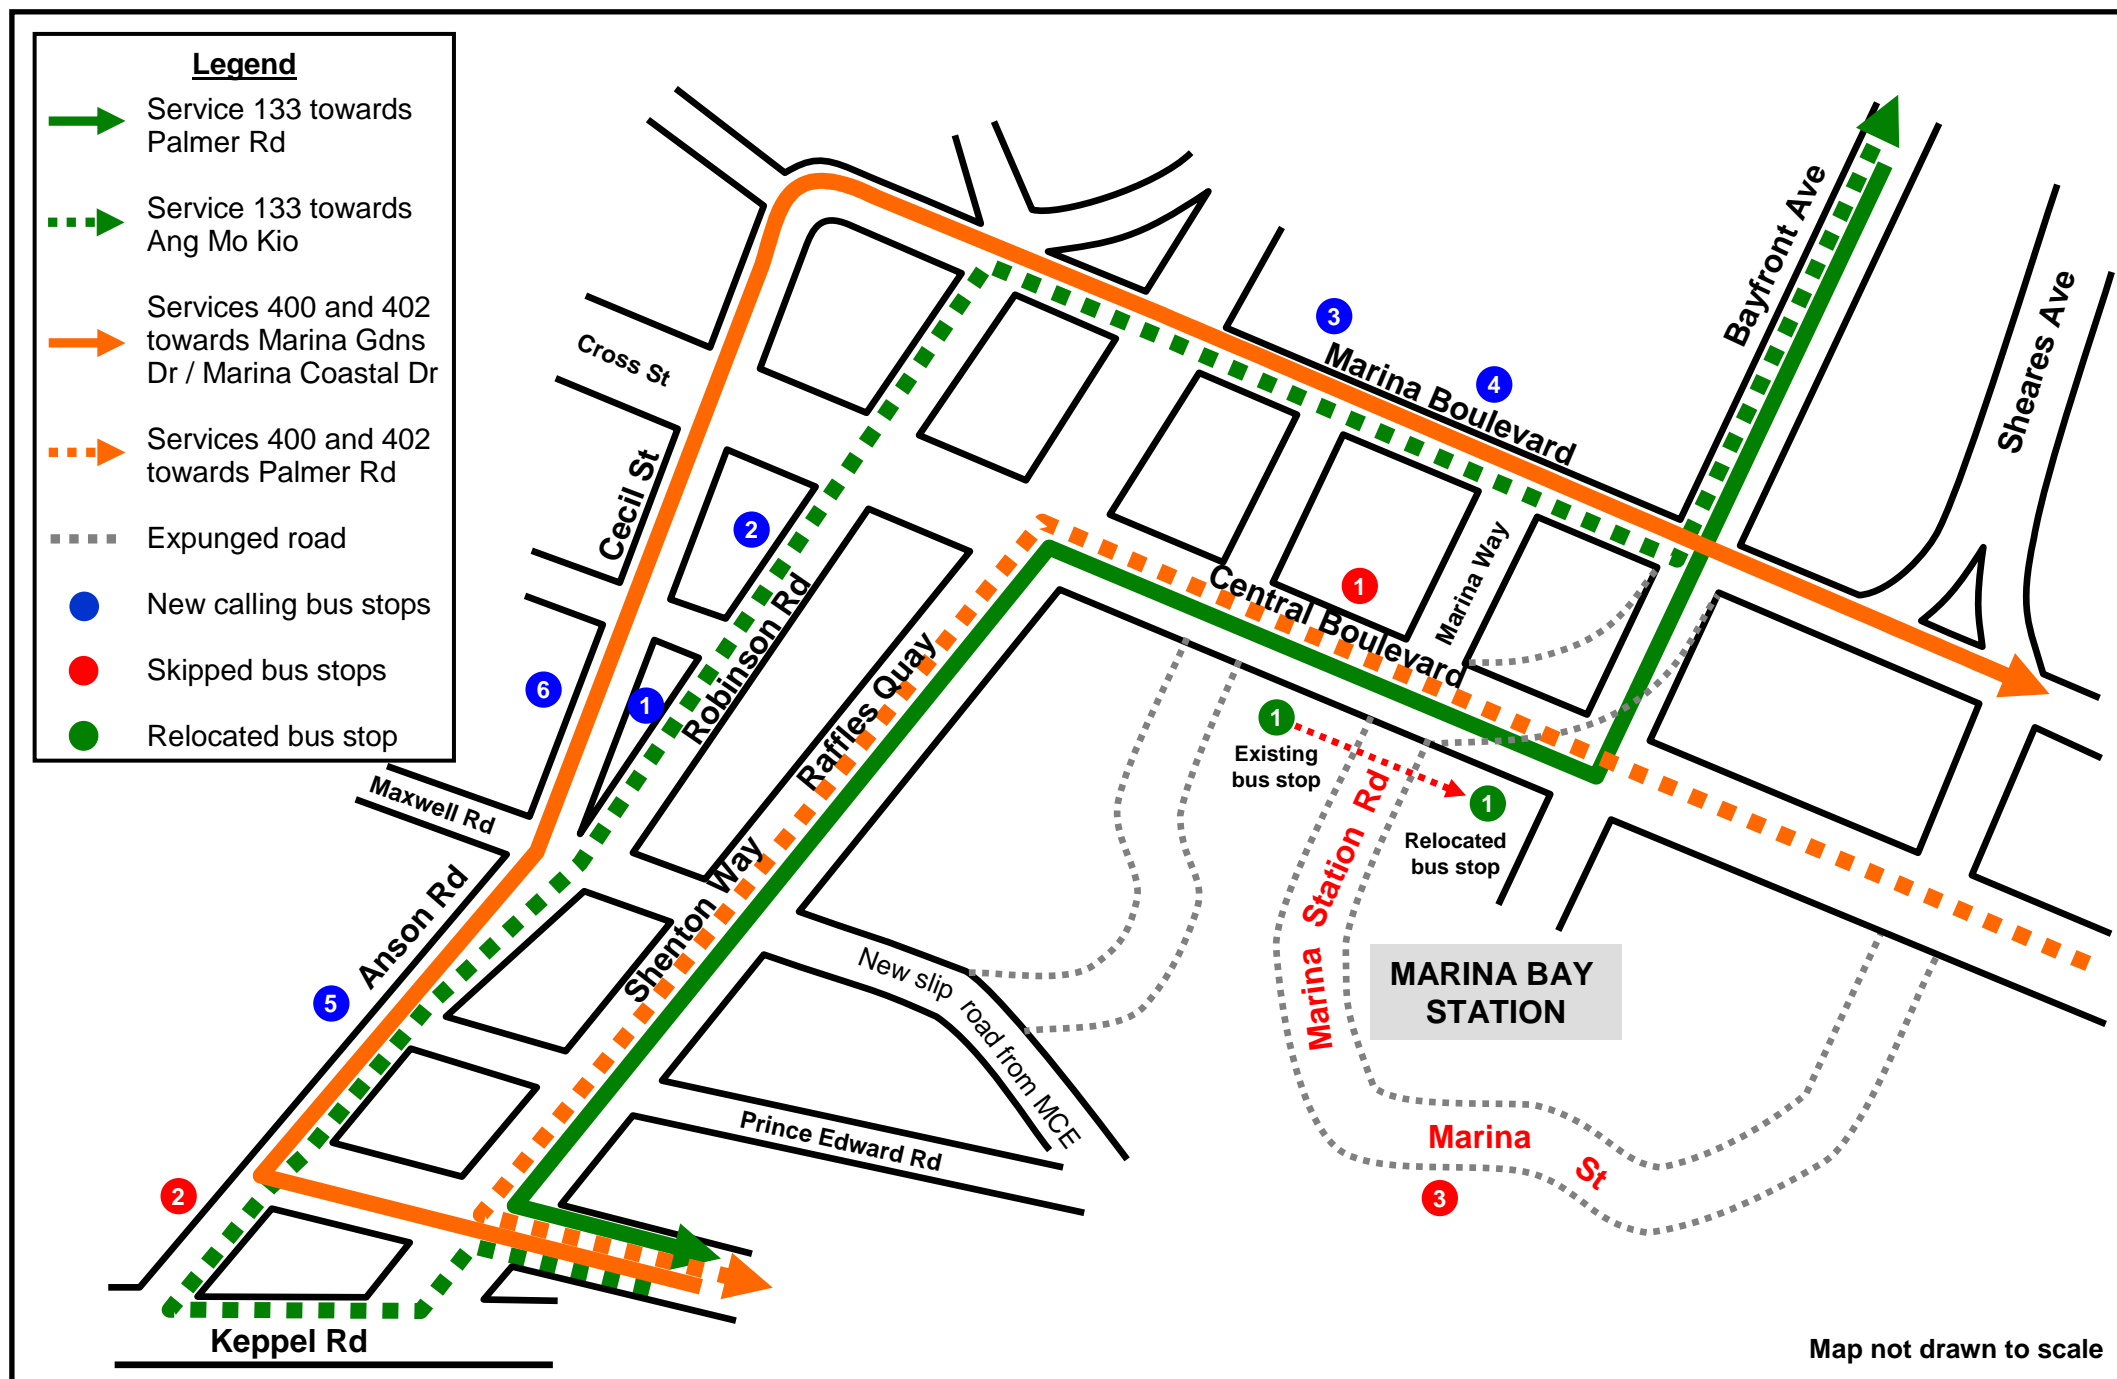 Legend
Service 133 towards
Palmer Rd
Service 133 towards
Ang Mo Kio
Services 400 and 402
towards Marina Gdns
Dr / Marina Coastal Dr
Services 400 and 402
towards Palmer Rd
Expunged road
New calling bus stops
Skipped bus stops
Relocated bus stop
Bayfront Ave
Sheares Ave
3
Marina Boulevard
4
Cross St
Cecil St
2
Robinson Rd
1
6
Raffles Quay
Central Boulevard
1
Marina Way
1
Existing
bus stop
1
Relocated
bus stop
Maxwell Rd
Anson Rd
5
Shenton Way
New slip road from MCE
Marina Station Rd
MARINA BAY
STATION
Prince Edward Rd
Marina St
3
2
Keppel Rd
Map not drawn to scale